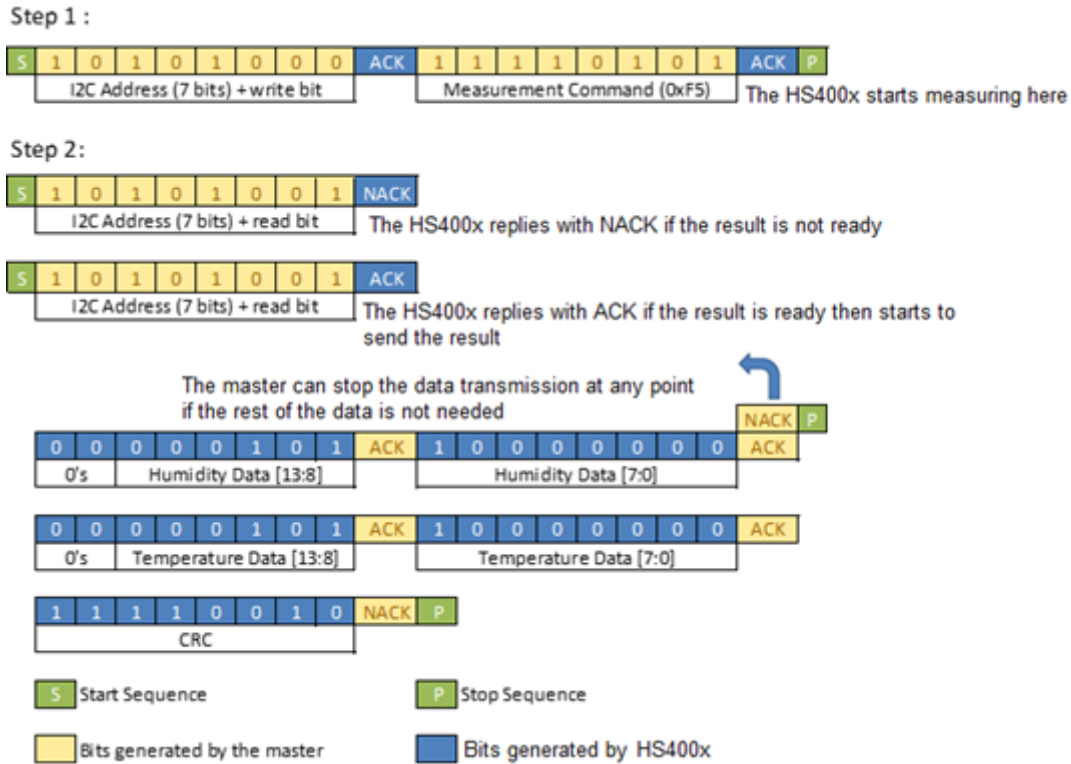 Step 1 :
S 1 0 1 0 1 0 0 0 ACK 1 1 1 1 0 1 0 1 ACK P
I2C Address (7 bits) + write bit Measurement Command (0xF5) The HS400x starts measuring here
Step 2:
S 1 0 1 0 1 0 0 1 NACK
I2C Address (7 bits) + read bit The HS400x replies with NACK if the result is not ready
S 1 0 1 0 1 0 0 1 ACK
I2C Address (7 bits) + read bit The HS400x replies with ACK if the result is ready then starts to
send the result
The master can stop the data transmission at any point
if the rest of the data is not needed
NACK P
0 0 0 0 0 1 0 1 ACK 1 0 0 0 0 0 0 0 ACK
0's Humidity Data [13:8] Humidity Data [7:0]
0 0 0 0 0 1 0 1 ACK 1 0 0 0 0 0 0 0 ACK
0's Temperature Data [13:8] Temperature Data [7:0]
1 1 1 1 0 0 1 0 NACK P
CRC
S Start Sequence P Stop Sequence
Bits generated by the master Bits generated by HS400x